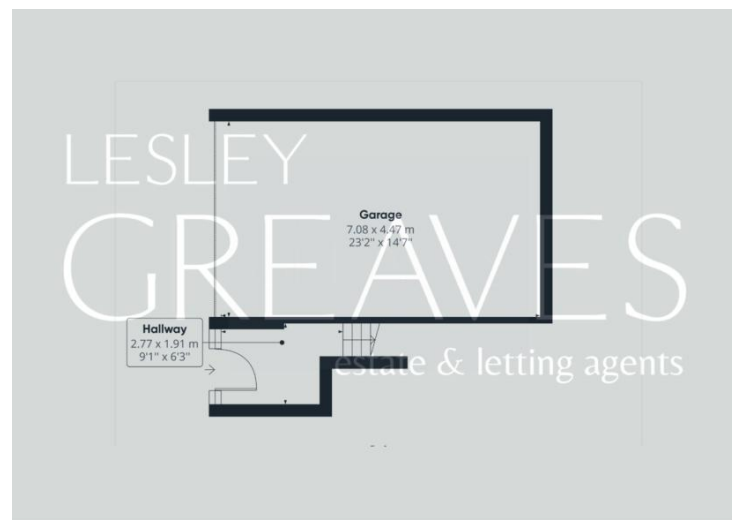 LESLEY
GREAVES
estate & letting agents
Garage
7.08 x 4.47 m
23'2" x 14'7"
Hallway
2.77 x 1.91 m
9'1" x 6'3"